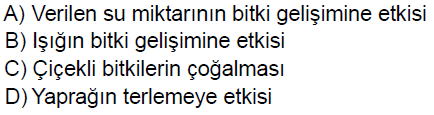 A) Verilen su miktarının bitki gelişimine etkisi
B) Işığın bitki gelişimine etkisi
C) Çiçekli bitkilerin çoğalması
D) Yaprağın terlemeye etkisi